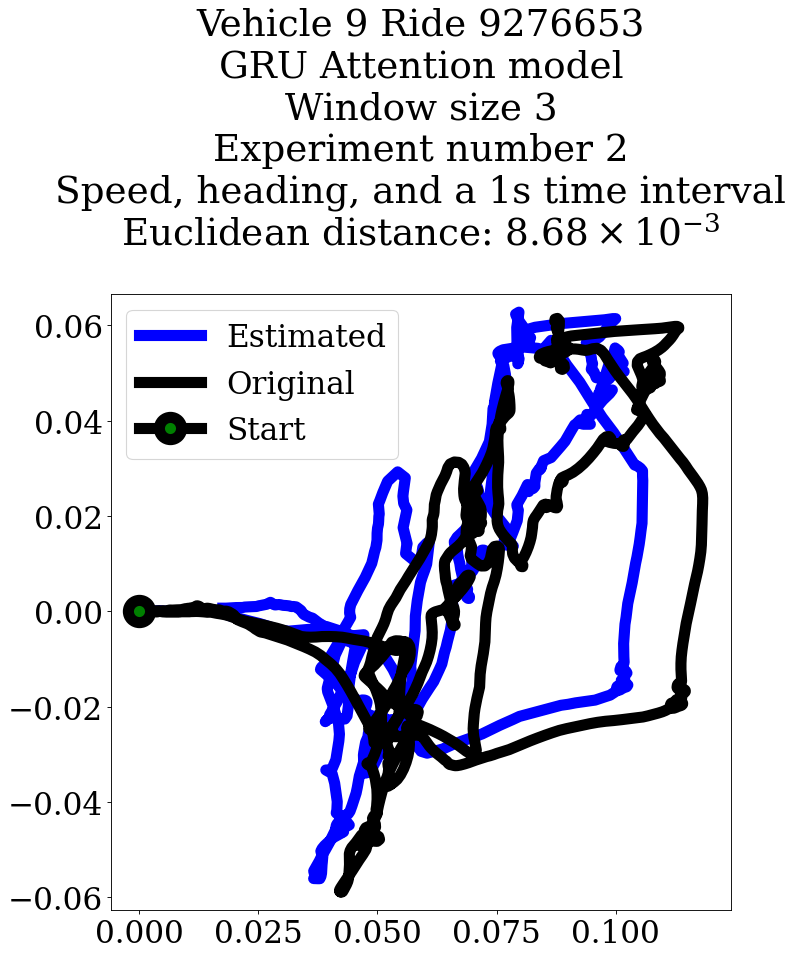 Vehicle 9 Ride 9276653
GRU Attention model
Window size 3
Experiment number 2
Speed, heading, and a 1s time interval
Euclidean distance: 8.68 × 10⁻³
Estimated
Original
Start
0.06
0.04
0.02
0.00
−0.02
−0.04
−0.06
0.000 0.025 0.050 0.075 0.100